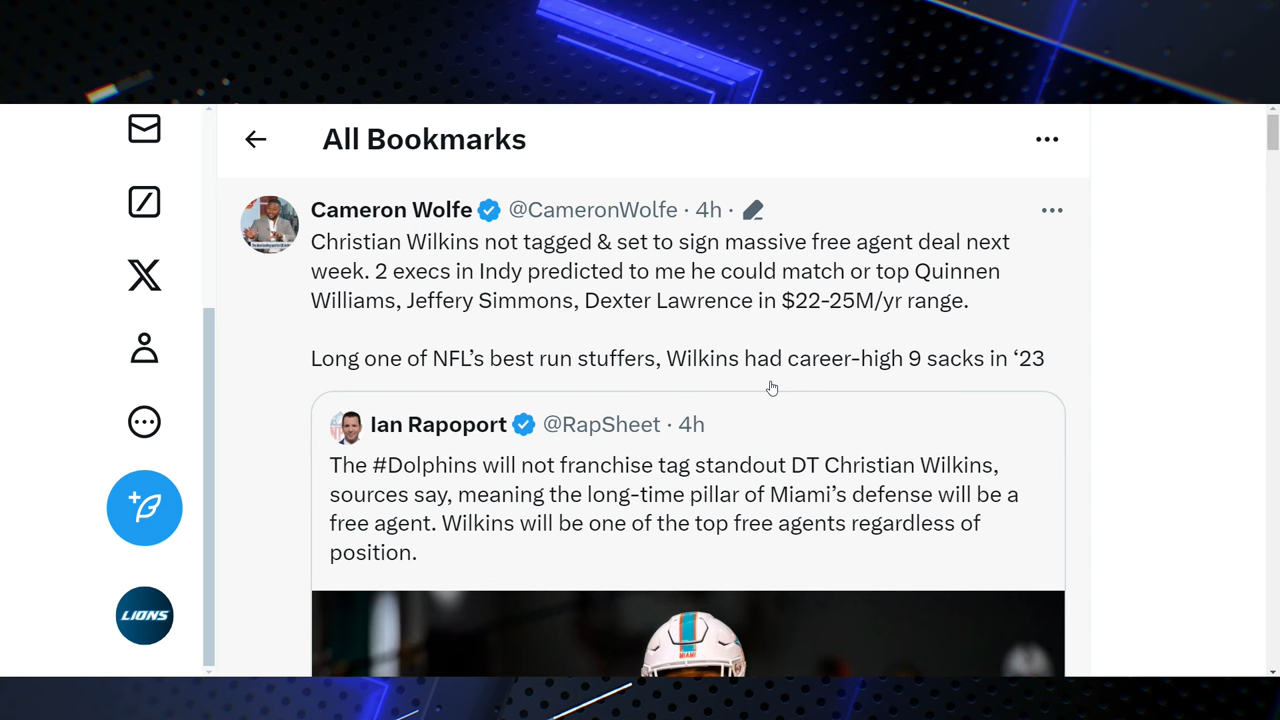 All Bookmarks
Cameron Wolfe @CameronWolfe · 4h ·
Christian Wilkins not tagged & set to sign massive free agent deal next
week. 2 execs in Indy predicted to me he could match or top Quinnen
Williams, Jeffery Simmons, Dexter Lawrence in $22-25M/yr range.
Long one of NFL's best run stuffers, Wilkins had career-high 9 sacks in ‘23
Ian Rapoport @RapSheet · 4h
The #Dolphins will not franchise tag standout DT Christian Wilkins,
sources say, meaning the long-time pillar of Miami's defense will be a
free agent. Wilkins will be one of the top free agents regardless of
position.
LIONS
MIAMI